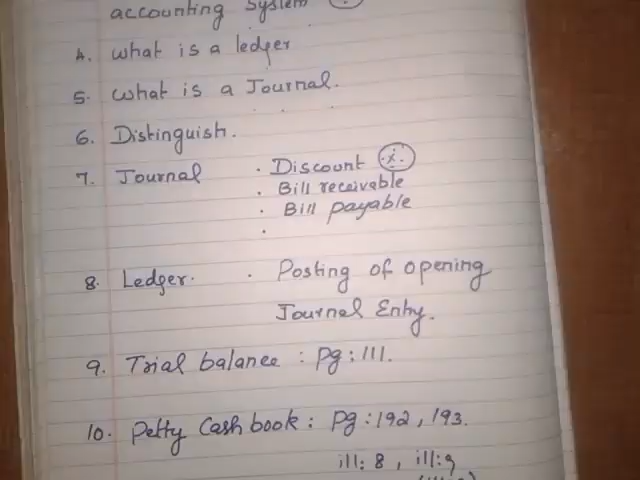 accounting System
4. what is a ledger
5. what is a Journal.
6. Distinguish.
7. Journal . Discount (.x.)
. Bill receivable
. Bill payable
.
8. Ledger. . Posting of opening
Journal Entry.
9. Trial balance : pg : 111.
10. Petty Cash book : Pg : 192, 193.
ill: 8, ill: 9